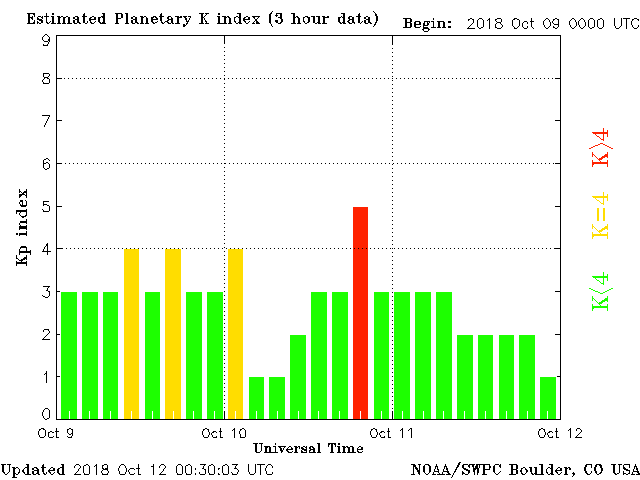 Estimated Planetary K index (3 hour data) Begin: 2018 Oct 09 0000 UTC
9
8
7
6
5
4
3
2
1
0
Kp index
K>4
K=4
K<4
Oct 9 Oct 10 Oct 11 Oct 12
Universal Time
Updated 2018 Oct 12 00:30:03 UTC NOAA/SWPC Boulder, CO USA